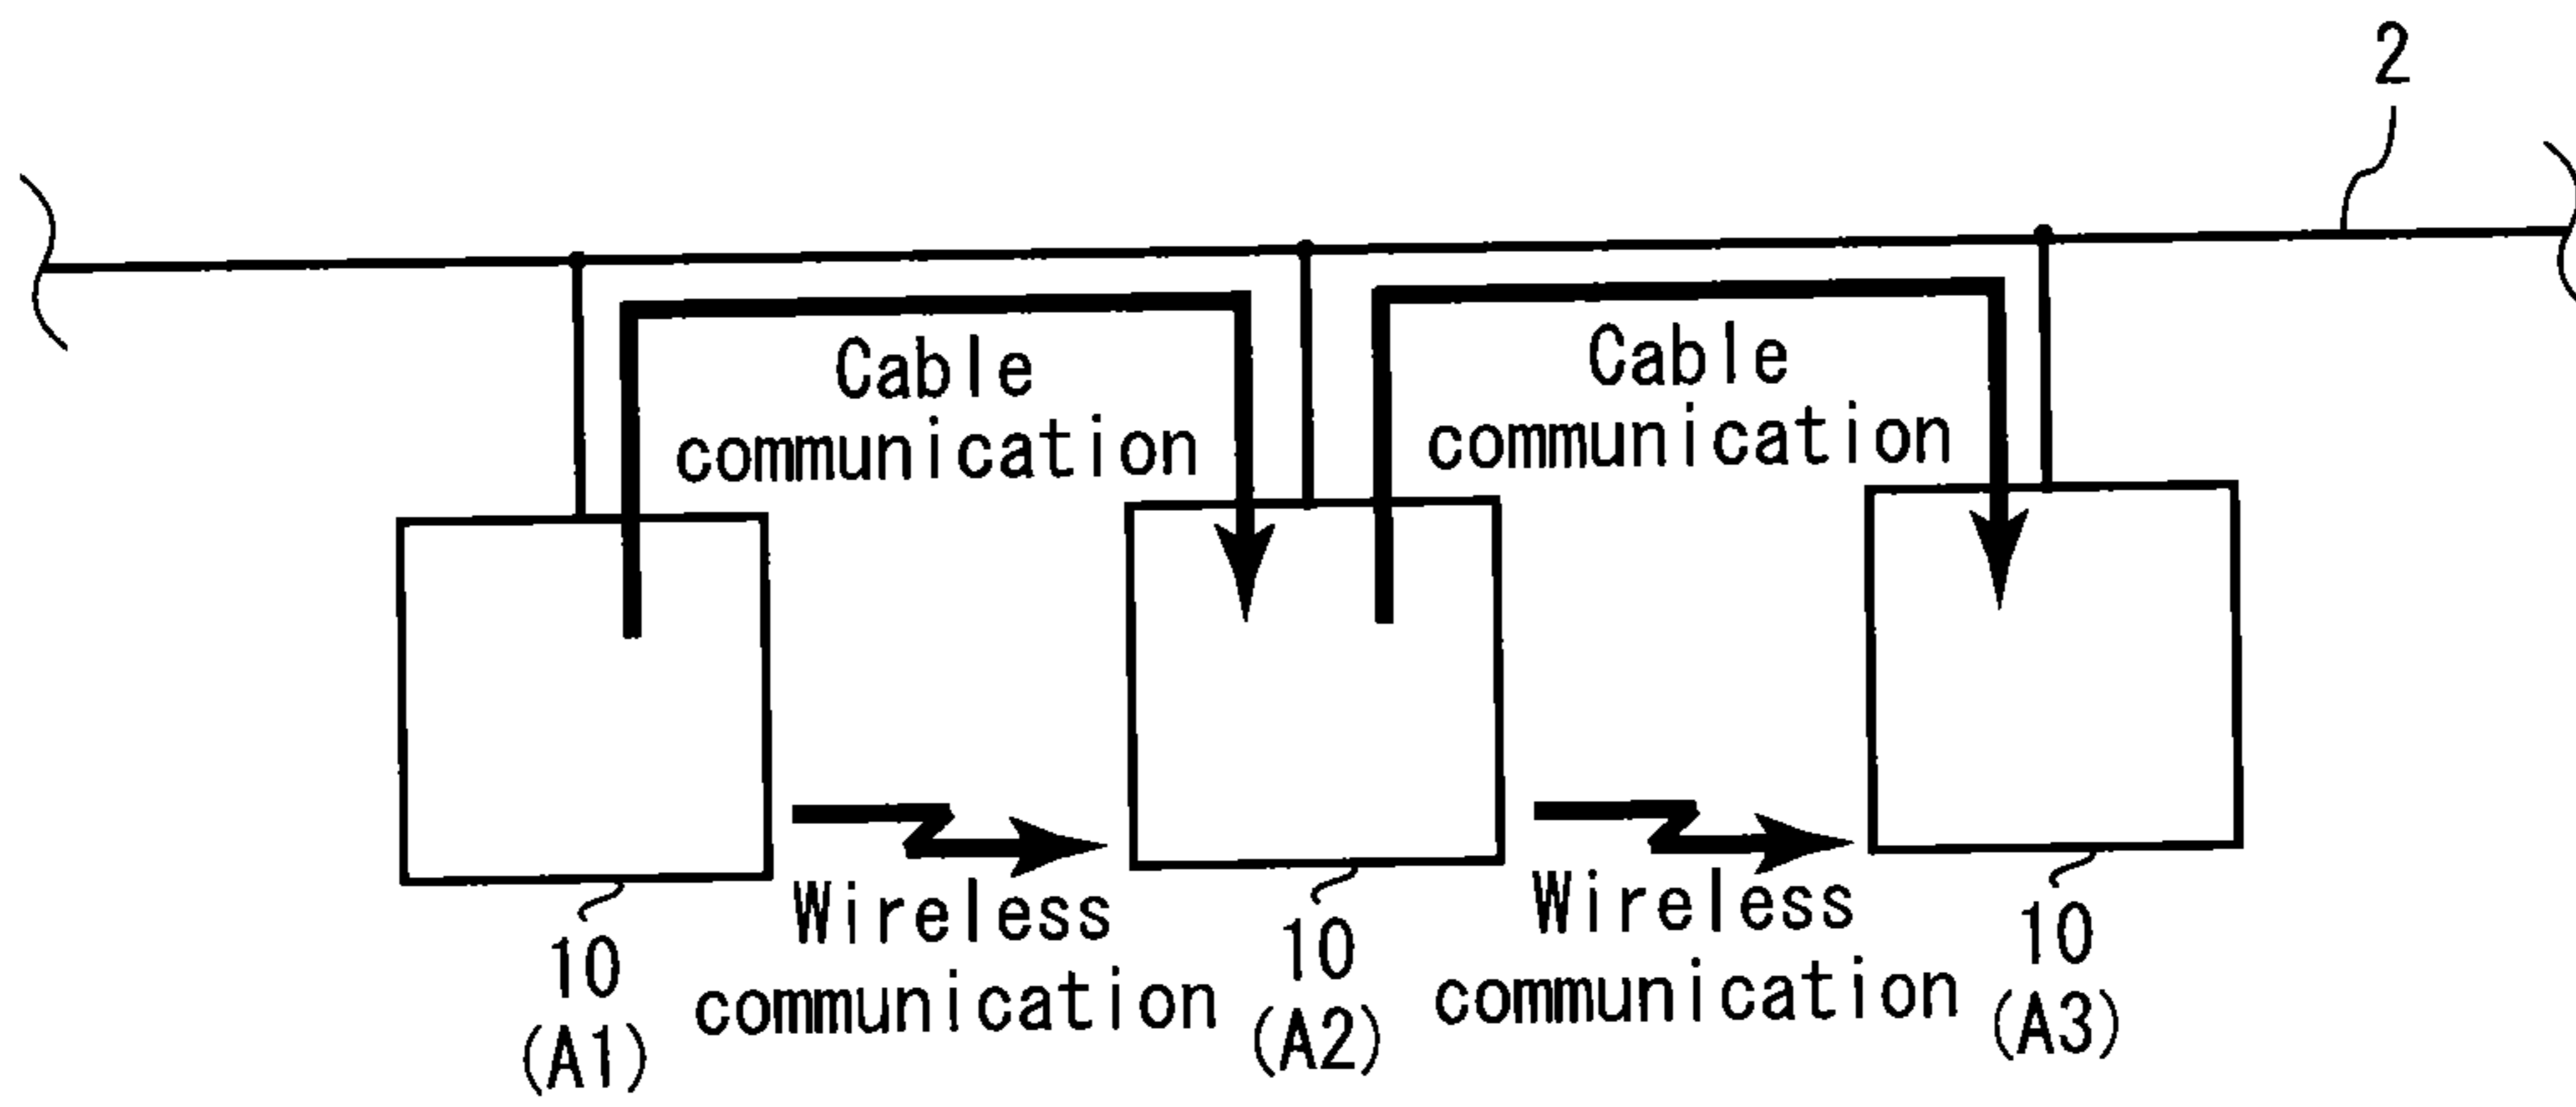 2
Cable
communication
Cable
communication
Wireless
communication
Wireless
communication
10
(A1)
10
(A2)
10
(A3)